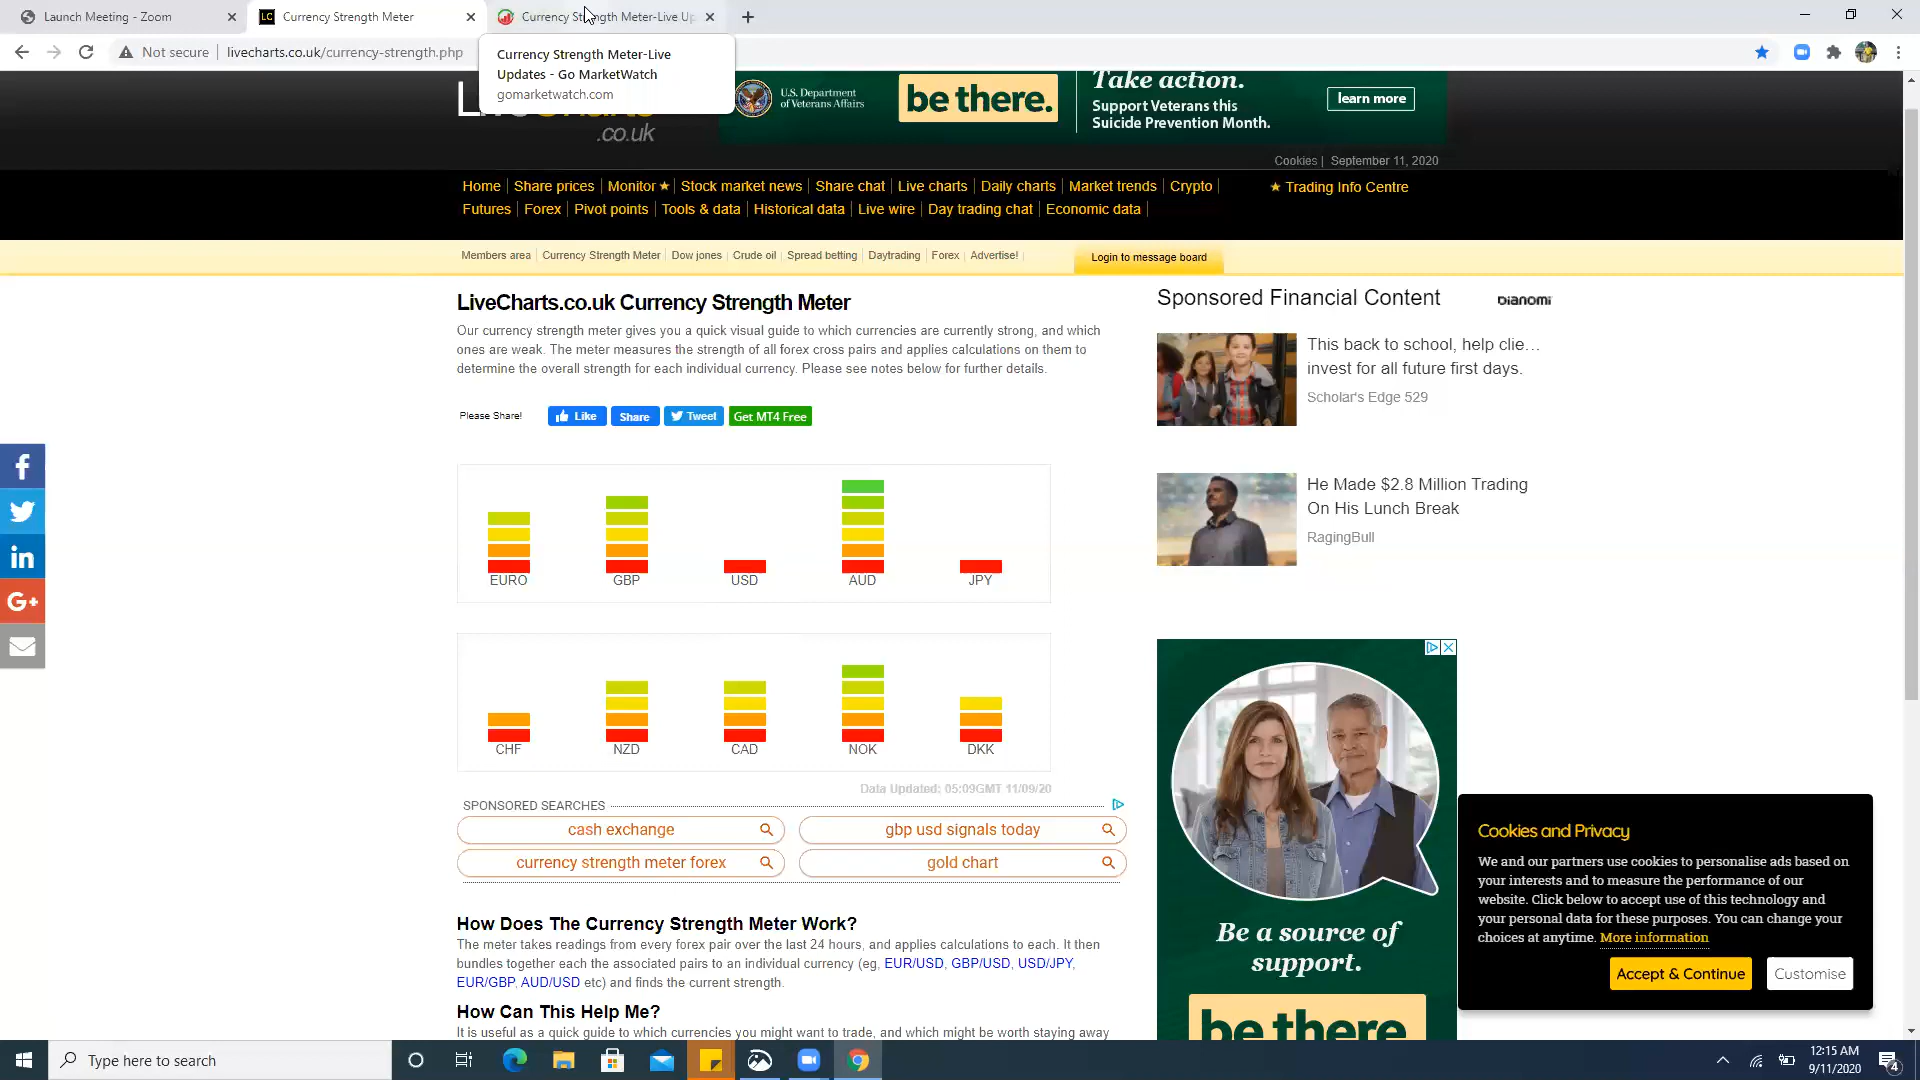 Launch Meeting - Zoom
Currency Strength Meter
Currency Strength Meter-Live Up
Not secure
livecharts.co.uk/currency-strength.php
Currency Strength Meter-Live
Updates - Go MarketWatch
gomarketwatch.com
.co.uk
U.S. Department
of Veterans Affairs
be there.
Take action.
Support Veterans this
Suicide Prevention Month.
learn more
Cookies | September 11, 2020
Home Share prices Monitor ★ Stock market news Share chat Live charts Daily charts Market trends Crypto
★ Trading Info Centre
Futures Forex Pivot points Tools & data Historical data Live wire Day trading chat Economic data
Members area Currency Strength Meter Dow jones Crude oil Spread betting Daytrading Forex Advertise!
Login to message board
LiveCharts.co.uk Currency Strength Meter
Our currency strength meter gives you a quick visual guide to which currencies are currently strong, and which
ones are weak. The meter measures the strength of all forex cross pairs and applies calculations on them to
determine the overall strength for each individual currency. Please see notes below for further details.
Please Share!
Like
Share
Tweet
Get MT4 Free
EURO GBP USD AUD JPY
CHF NZD CAD NOK DKK
Data Updated: 05:09GMT 11/09/20
SPONSORED SEARCHES
cash exchange
gbp usd signals today
currency strength meter forex
gold chart
How Does The Currency Strength Meter Work?
The meter takes readings from every forex pair over the last 24 hours, and applies calculations to each. It then
bundles together each the associated pairs to an individual currency (eg, EUR/USD, GBP/USD, USD/JPY,
EUR/GBP, AUD/USD etc) and finds the current strength.
How Can This Help Me?
It is useful as a quick guide to which currencies you might want to trade, and which might be worth staying away
Sponsored Financial Content
DIANOMI
This back to school, help clie...
invest for all future first days.
Scholar's Edge 529
He Made $2.8 Million Trading
On His Lunch Break
RagingBull
Be a source of
support.
be there
Cookies and Privacy
We and our partners use cookies to personalise ads based on
your interests and to measure the performance of our
website. Click below to accept use of this technology and
your personal data for these purposes. You can change your
choices at anytime. More information
Accept & Continue
Customise
Type here to search
12:15 AM
9/11/2020
4